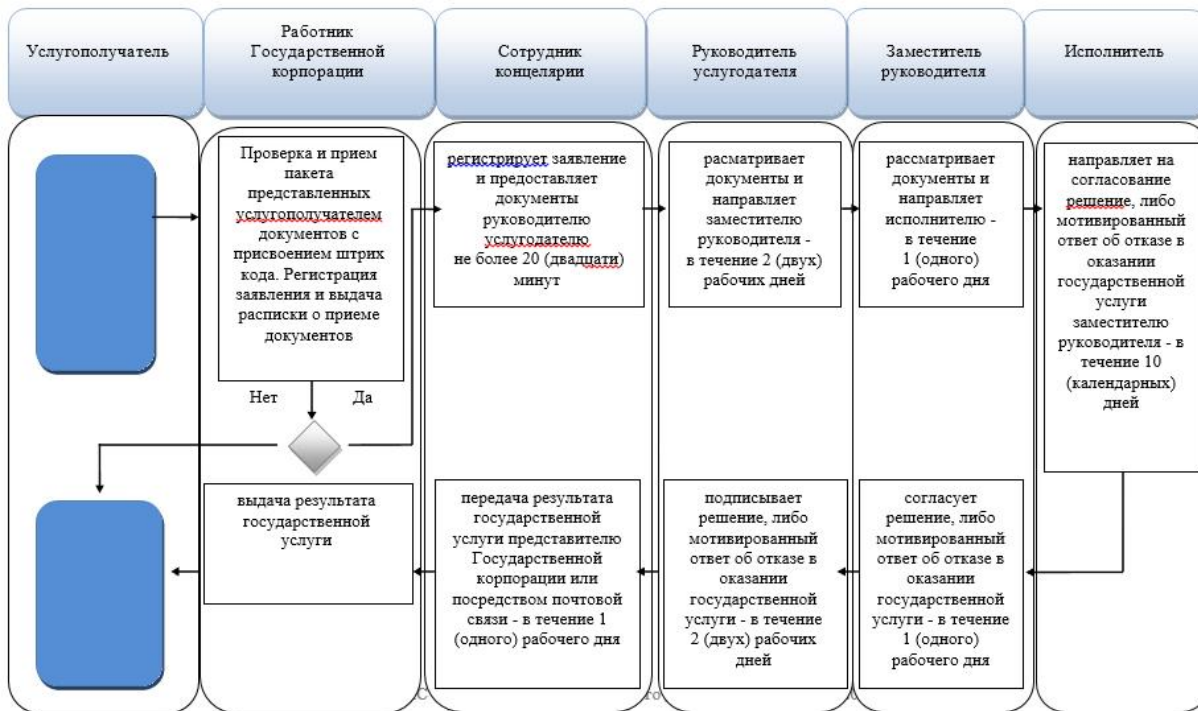 Услугополучатель
Работник
Государственной
корпорации
Сотрудник
концелярии
Руководитель
услугодателя
Заместитель
руководителя
Исполнитель
Проверка и прием
пакета
представленных
услугополучателем
документов с
присвоением штрих
кода. Регистрация
заявления и выдача
расписки о приеме
документов
регистрирует заявление
и предоставляет
документы
руководителю
услугодателю
не более 20 (двадцати)
минут
расматривает
документы и
направляет
заместителю
руководителя -
в течение 2 (двух)
рабочих дней
рассматривает
документы и
направляет
исполнителю -
в течение
1 (одного)
рабочего дня
направляет на
согласование
решение, либо
мотивированный
ответ об отказе в
оказании
государственной
услуги
заместителю
руководителя - в
течение 10
(календарных)
дней
Нет Да
выдача результата
государственной
услуги
передача результата
государственной
услуги представителю
Государственной
корпорации или
посредством почтовой
связи - в течение 1
(одного) рабочего дня
подписывает
решение, либо
мотивированный
ответ об отказе в
оказании
государственной
услуги - в течение
2 (двух) рабочих
дней
согласует
решение, либо
мотивированный
ответ об отказе в
оказании
государственной
услуги - в течение
1 (одного)
рабочего дня